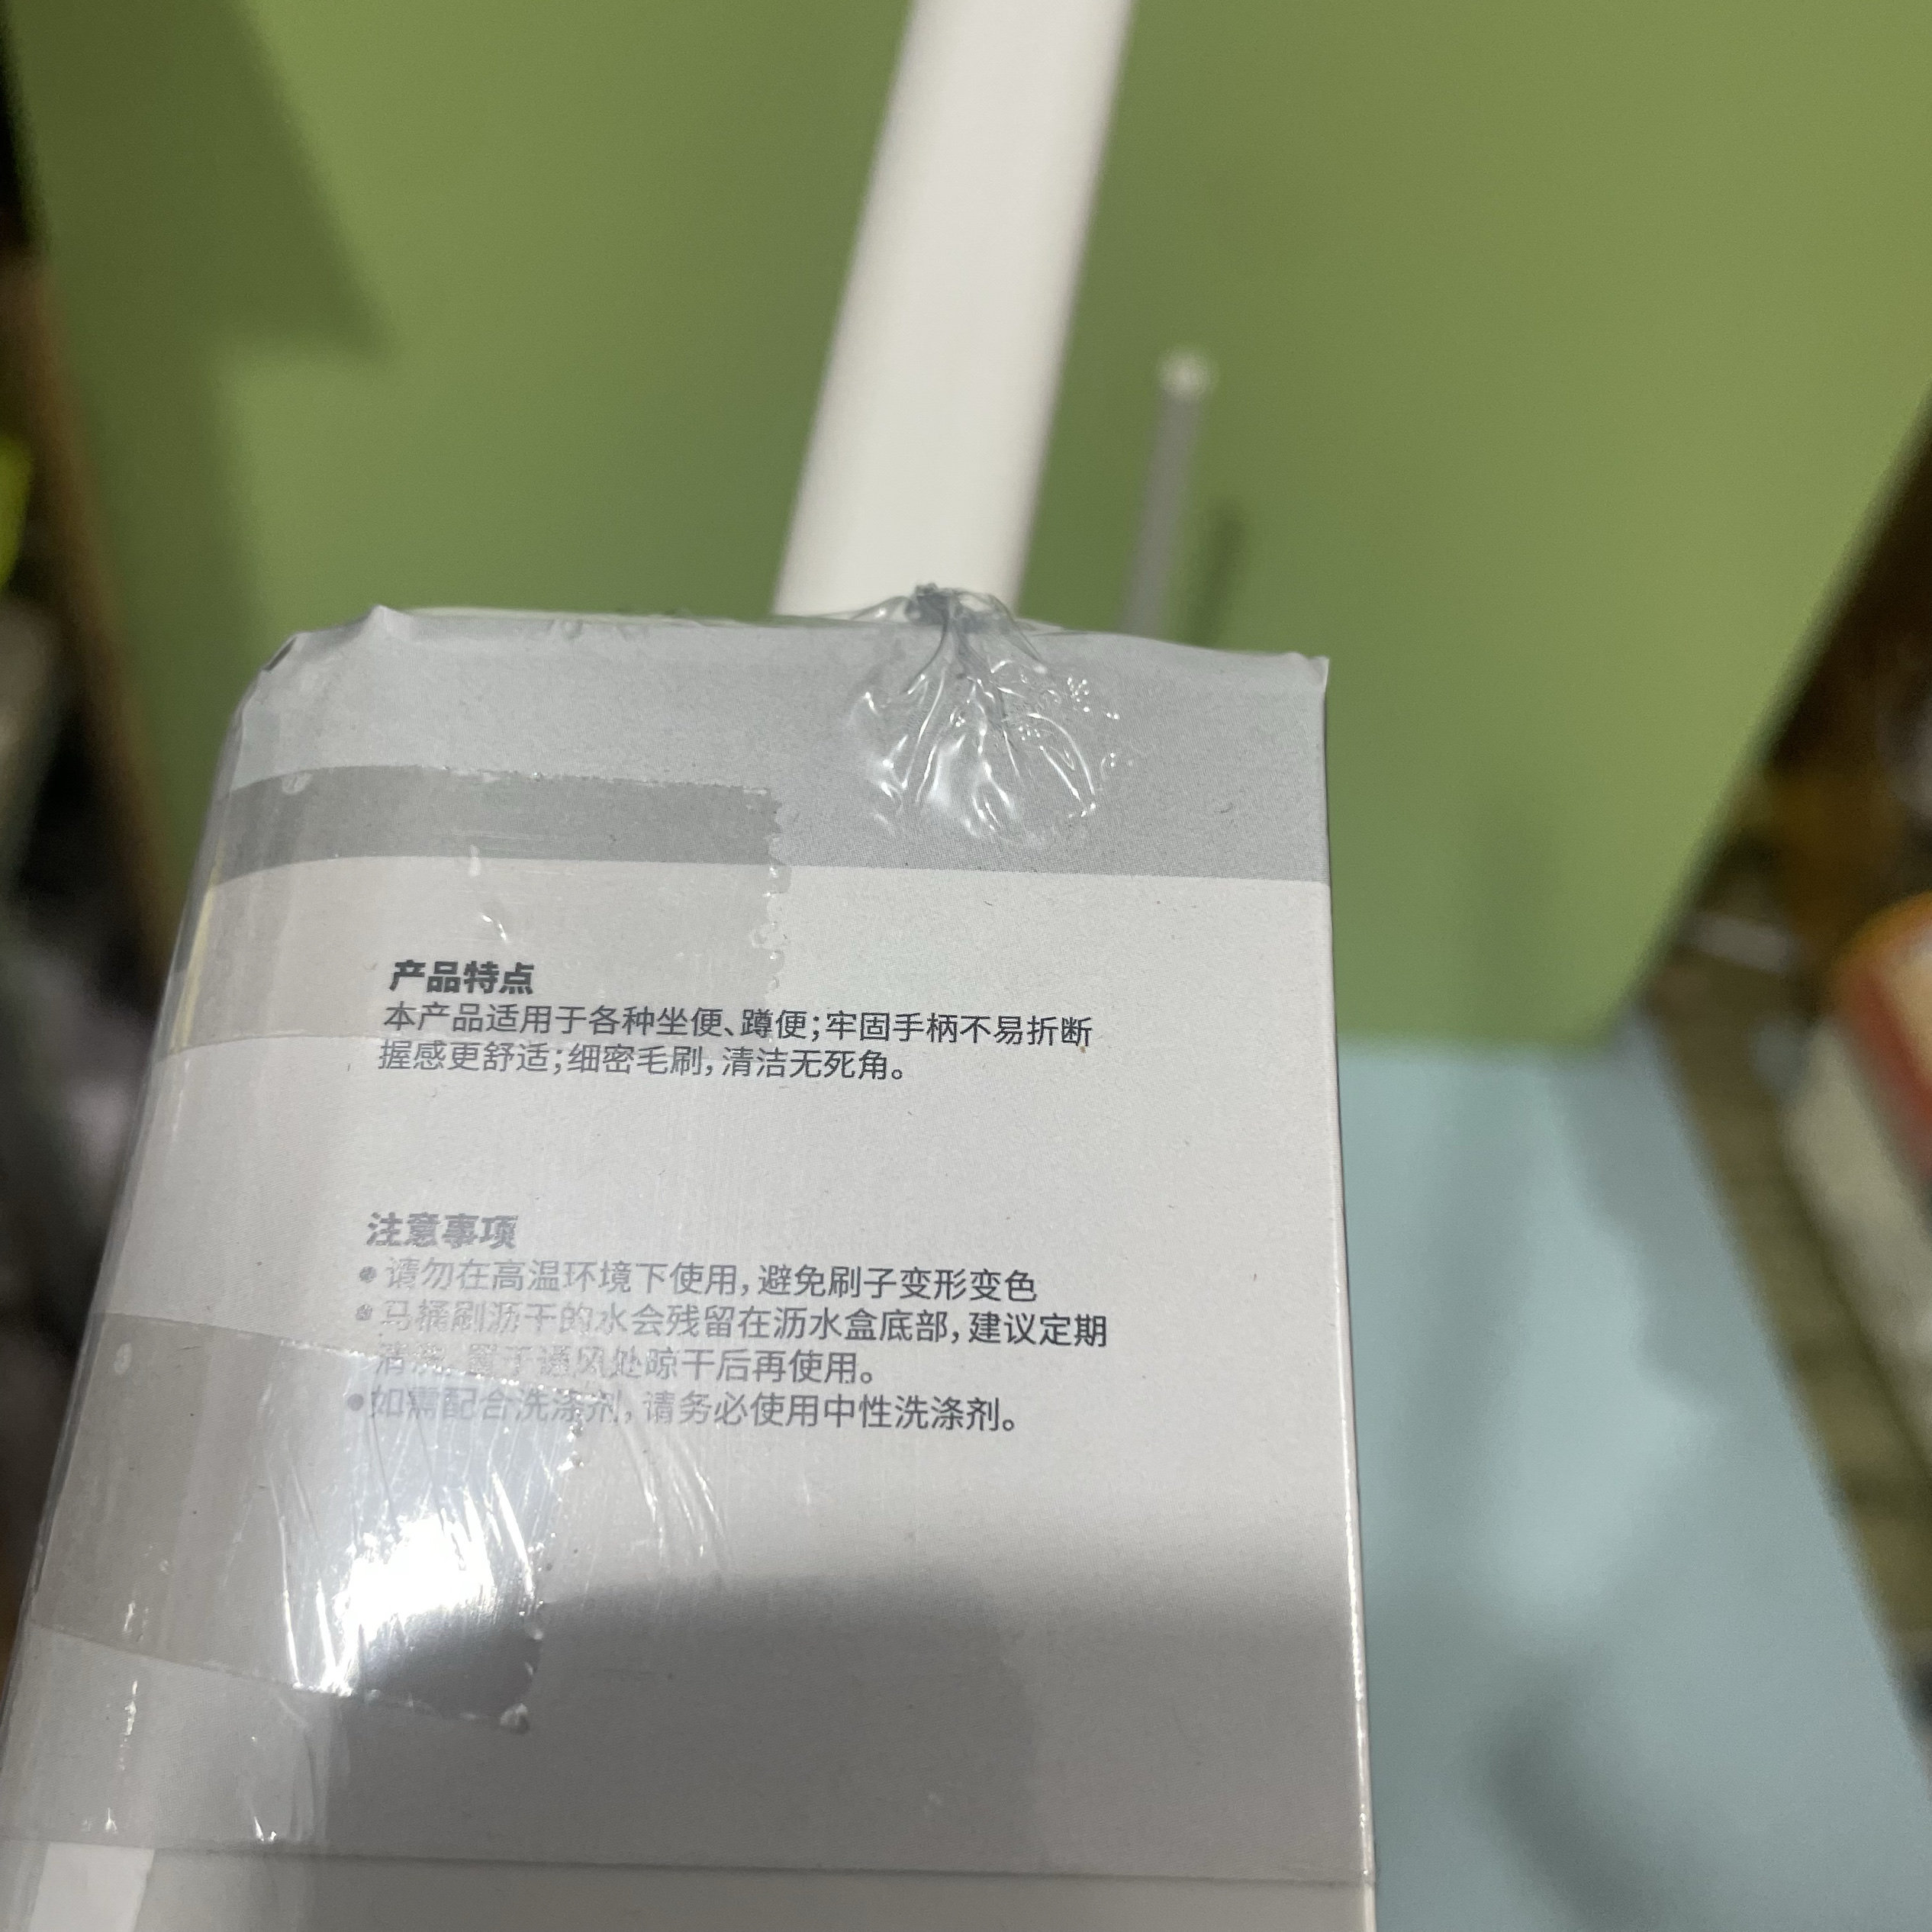 产品特点
本产品适用于各种坐便、蹲便;牢固手柄不易折断
握感更舒适;细密毛刷,清洁无死角。
注意事项
●请勿在高温环境下使用,避免刷子变形变色
●马桶刷沥干的水会残留在沥水盒底部,建议定期
清洗,置于通风处晾干后再使用。
●如需配合洗涤剂,请务必使用中性洗涤剂。